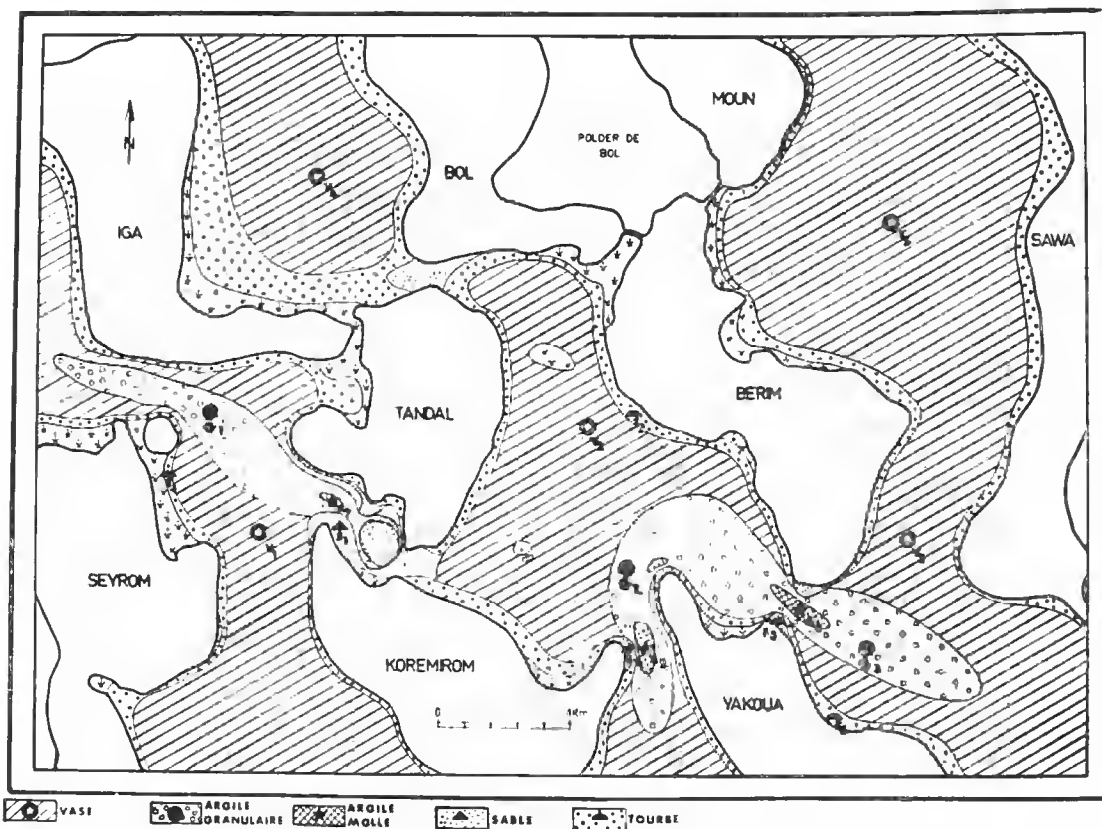 MOUN
POLDER DE
BOL
N
BOL
IGA
SAWA
BERIM
TANDAL
SEYROM
KOREMIROM
YAKOUA
0
VASE
ARGILE
GRANULAIRE
ARGILE
MOLLE
SABLE
TOURBE